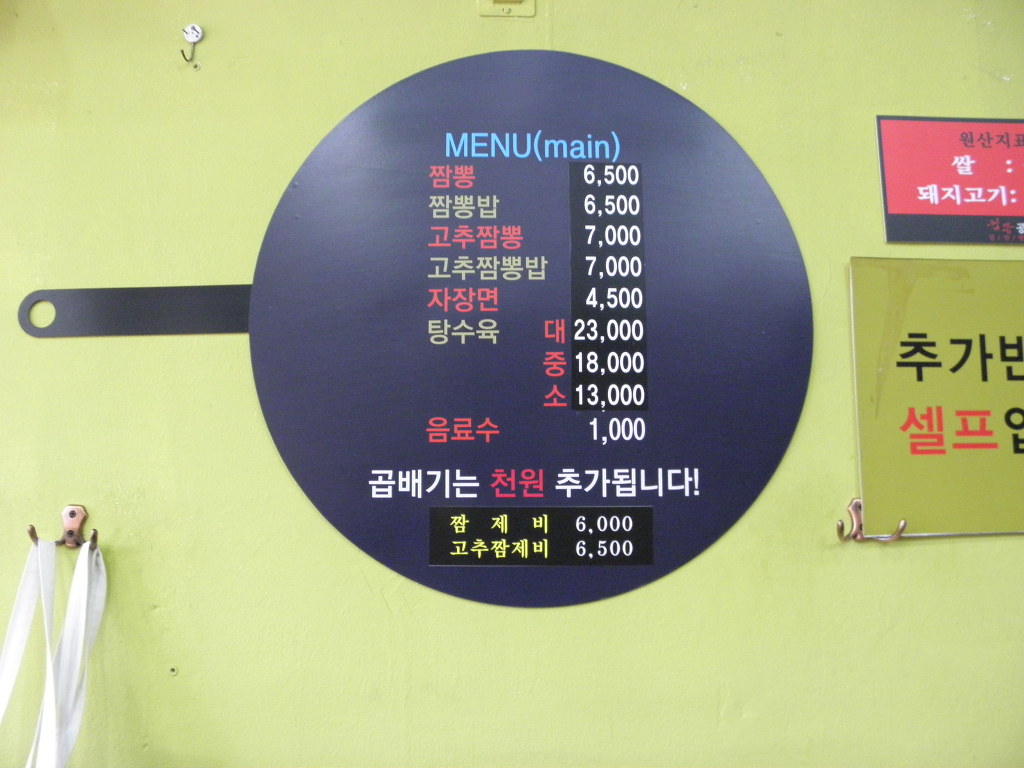 MENU(main)
짬뽕 6,500
짬뽕밥 6,500
고추짬뽕 7,000
고추짬뽕밥 7,000
자장면 4,500
탕수육 대 23,000
중 18,000
소 13,000
음료수 1,000
곱배기는 천원 추가됩니다!
짬 제 비 6,000
고추짬제비 6,500
원산지표
쌀 :
돼지고기:
추가반
셀프